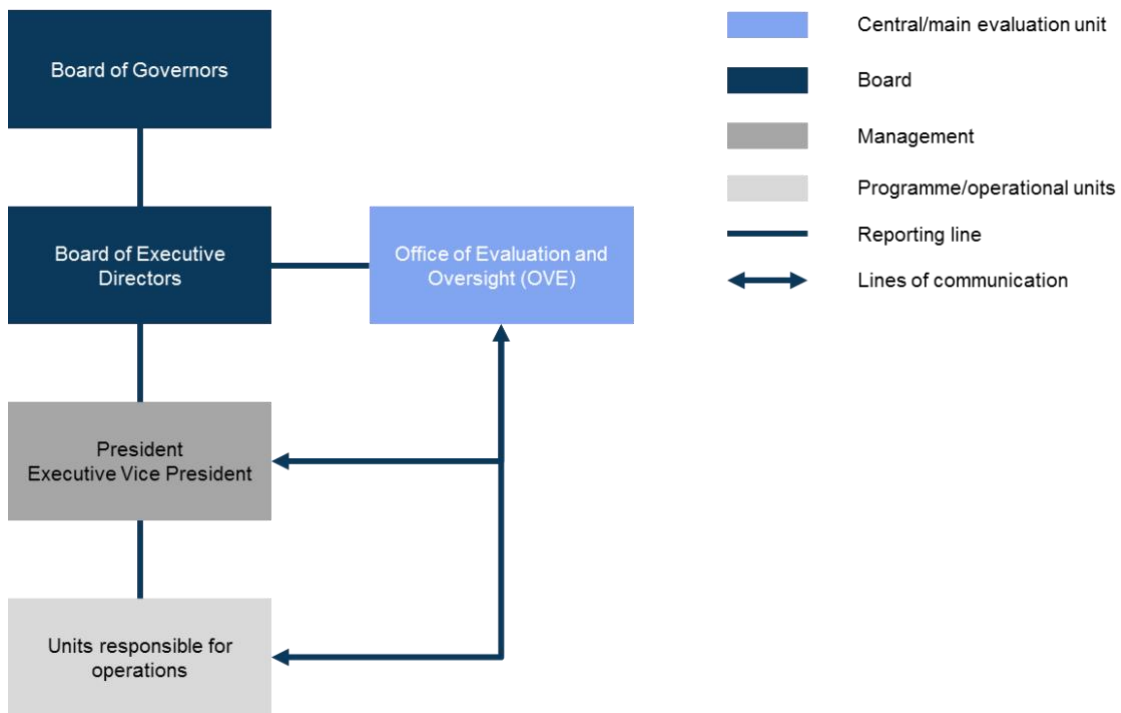 Board of Governors
Board of Executive
Directors
Office of Evaluation and
Oversight (OVE)
President
Executive Vice President
Units responsible for
operations
Central/main evaluation unit
Board
Management
Programme/operational units
Reporting line
Lines of communication